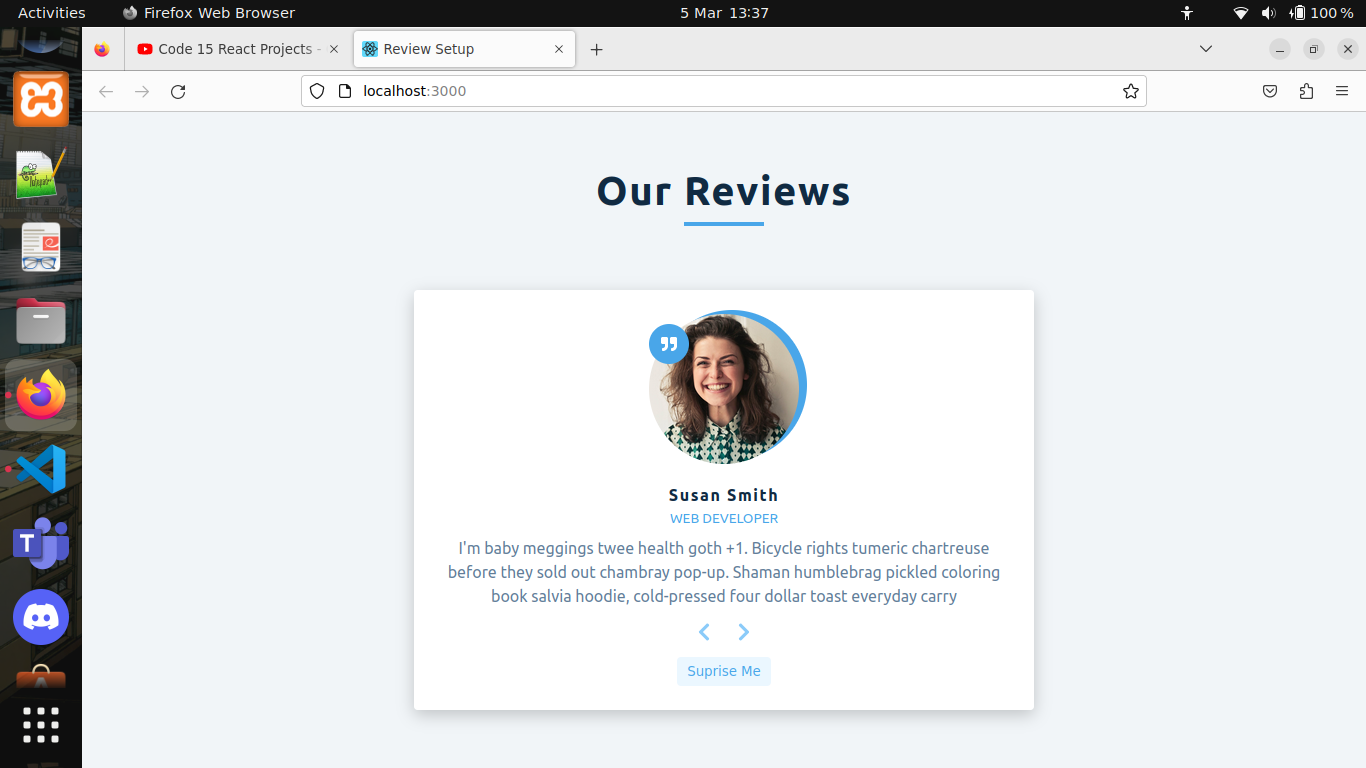 Activities
Firefox Web Browser
5 Mar 13:37
100 %
Code 15 React Projects -
Review Setup
localhost:3000
Our Reviews
Susan Smith
WEB DEVELOPER
I'm baby meggings twee health goth +1. Bicycle rights tumeric chartreuse
before they sold out chambray pop-up. Shaman humblebrag pickled coloring
book salvia hoodie, cold-pressed four dollar toast everyday carry
Suprise Me